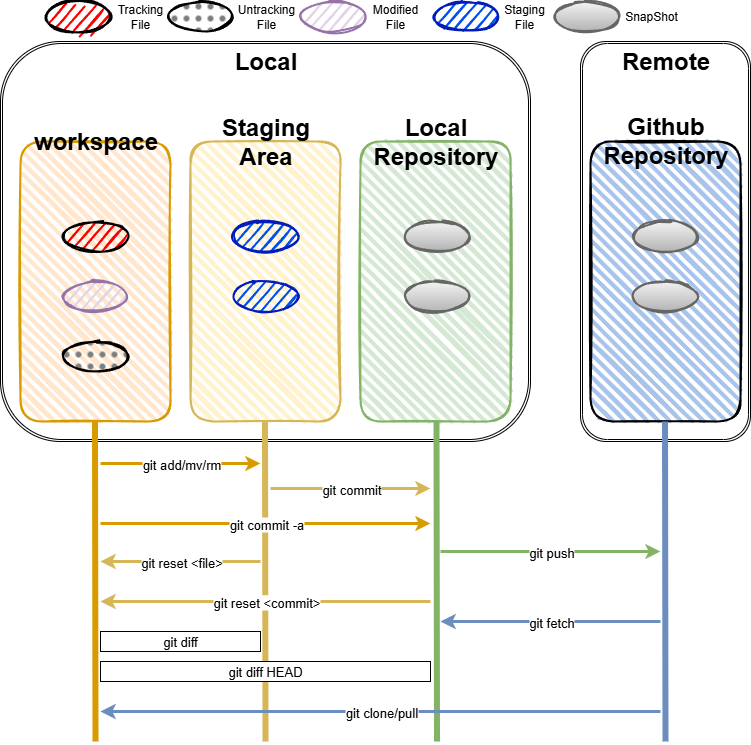 Tracking
File
Untracking
File
Modified
File
Staging
File
SnapShot
Local
Remote
workspace
Staging
Area
Local
Repository
Github
Repository
git add/mv/rm
git commit
git commit -a
git push
git reset <file>
git reset <commit>
git fetch
git diff
git diff HEAD
git clone/pull